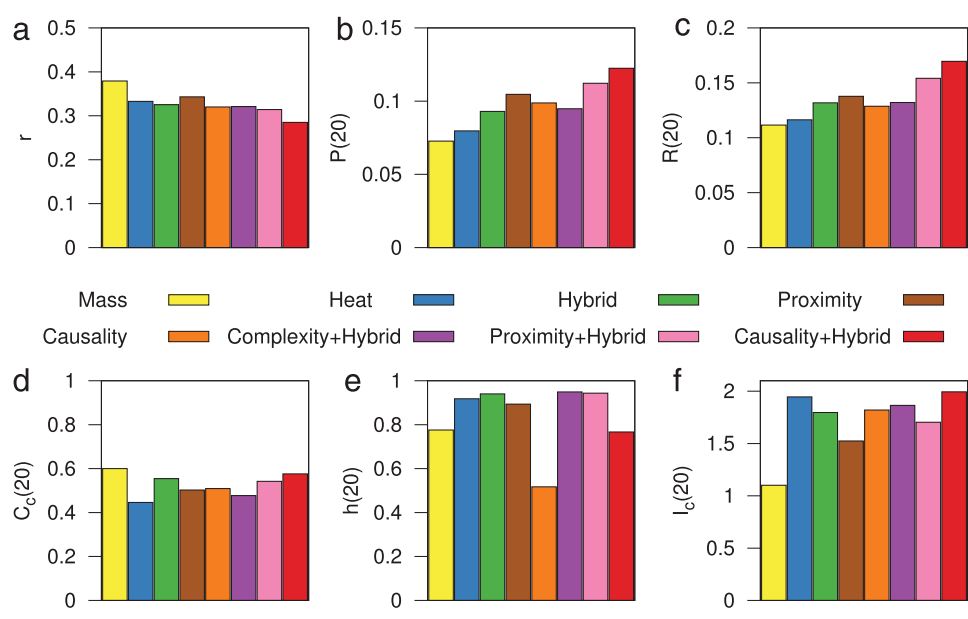 a
0.5
0.4
0.3
0.2
0.1
0
r
b
0.15
0.1
0.05
0
P(20)
c
0.2
0.15
0.1
0.05
0
R(20)
Mass Heat Hybrid Proximity
Causality Complexity+Hybrid Proximity+Hybrid Causality+Hybrid
d
1
0.8
0.6
0.4
0.2
0
Cc(20)
e
1
0.8
0.6
0.4
0.2
0
h(20)
f
2
1.5
1
0.5
0
Ic(20)